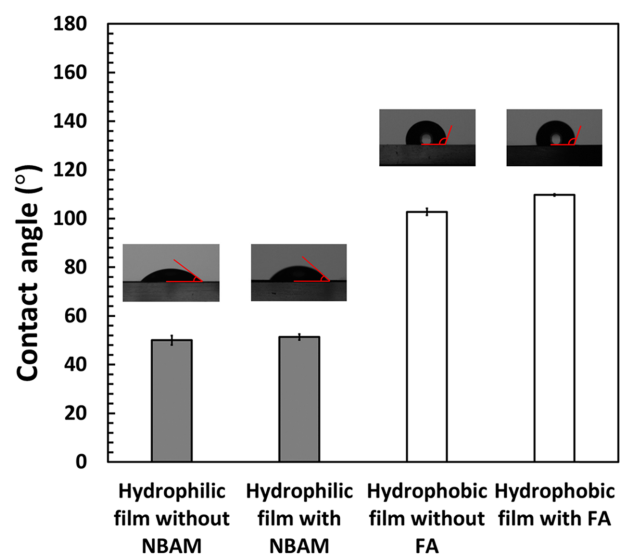 Contact angle (°)
180
160
140
120
100
80
60
40
20
0
Hydrophilic
film without
NBAM
Hydrophilic
film with
NBAM
Hydrophobic
film without
FA
Hydrophobic
film with FA